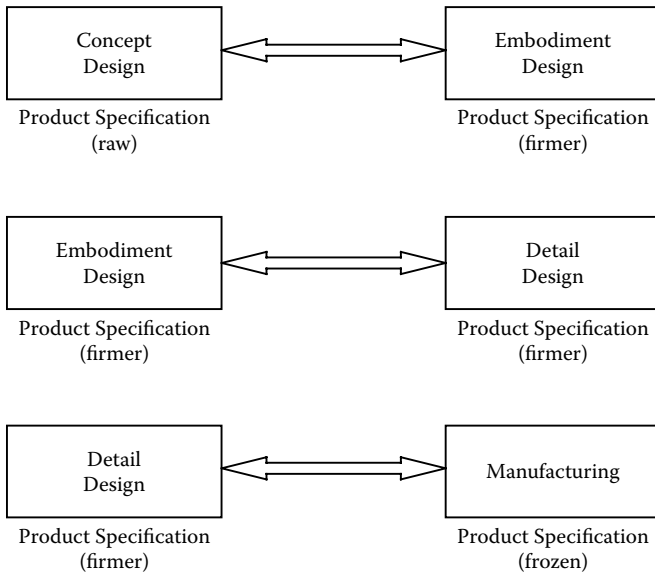 Concept
Design
Embodiment
Design
Product Specification
(raw)
Product Specification
(firmer)
Embodiment
Design
Detail
Design
Product Specification
(firmer)
Product Specification
(firmer)
Detail
Design
Manufacturing
Product Specification
(firmer)
Product Specification
(frozen)